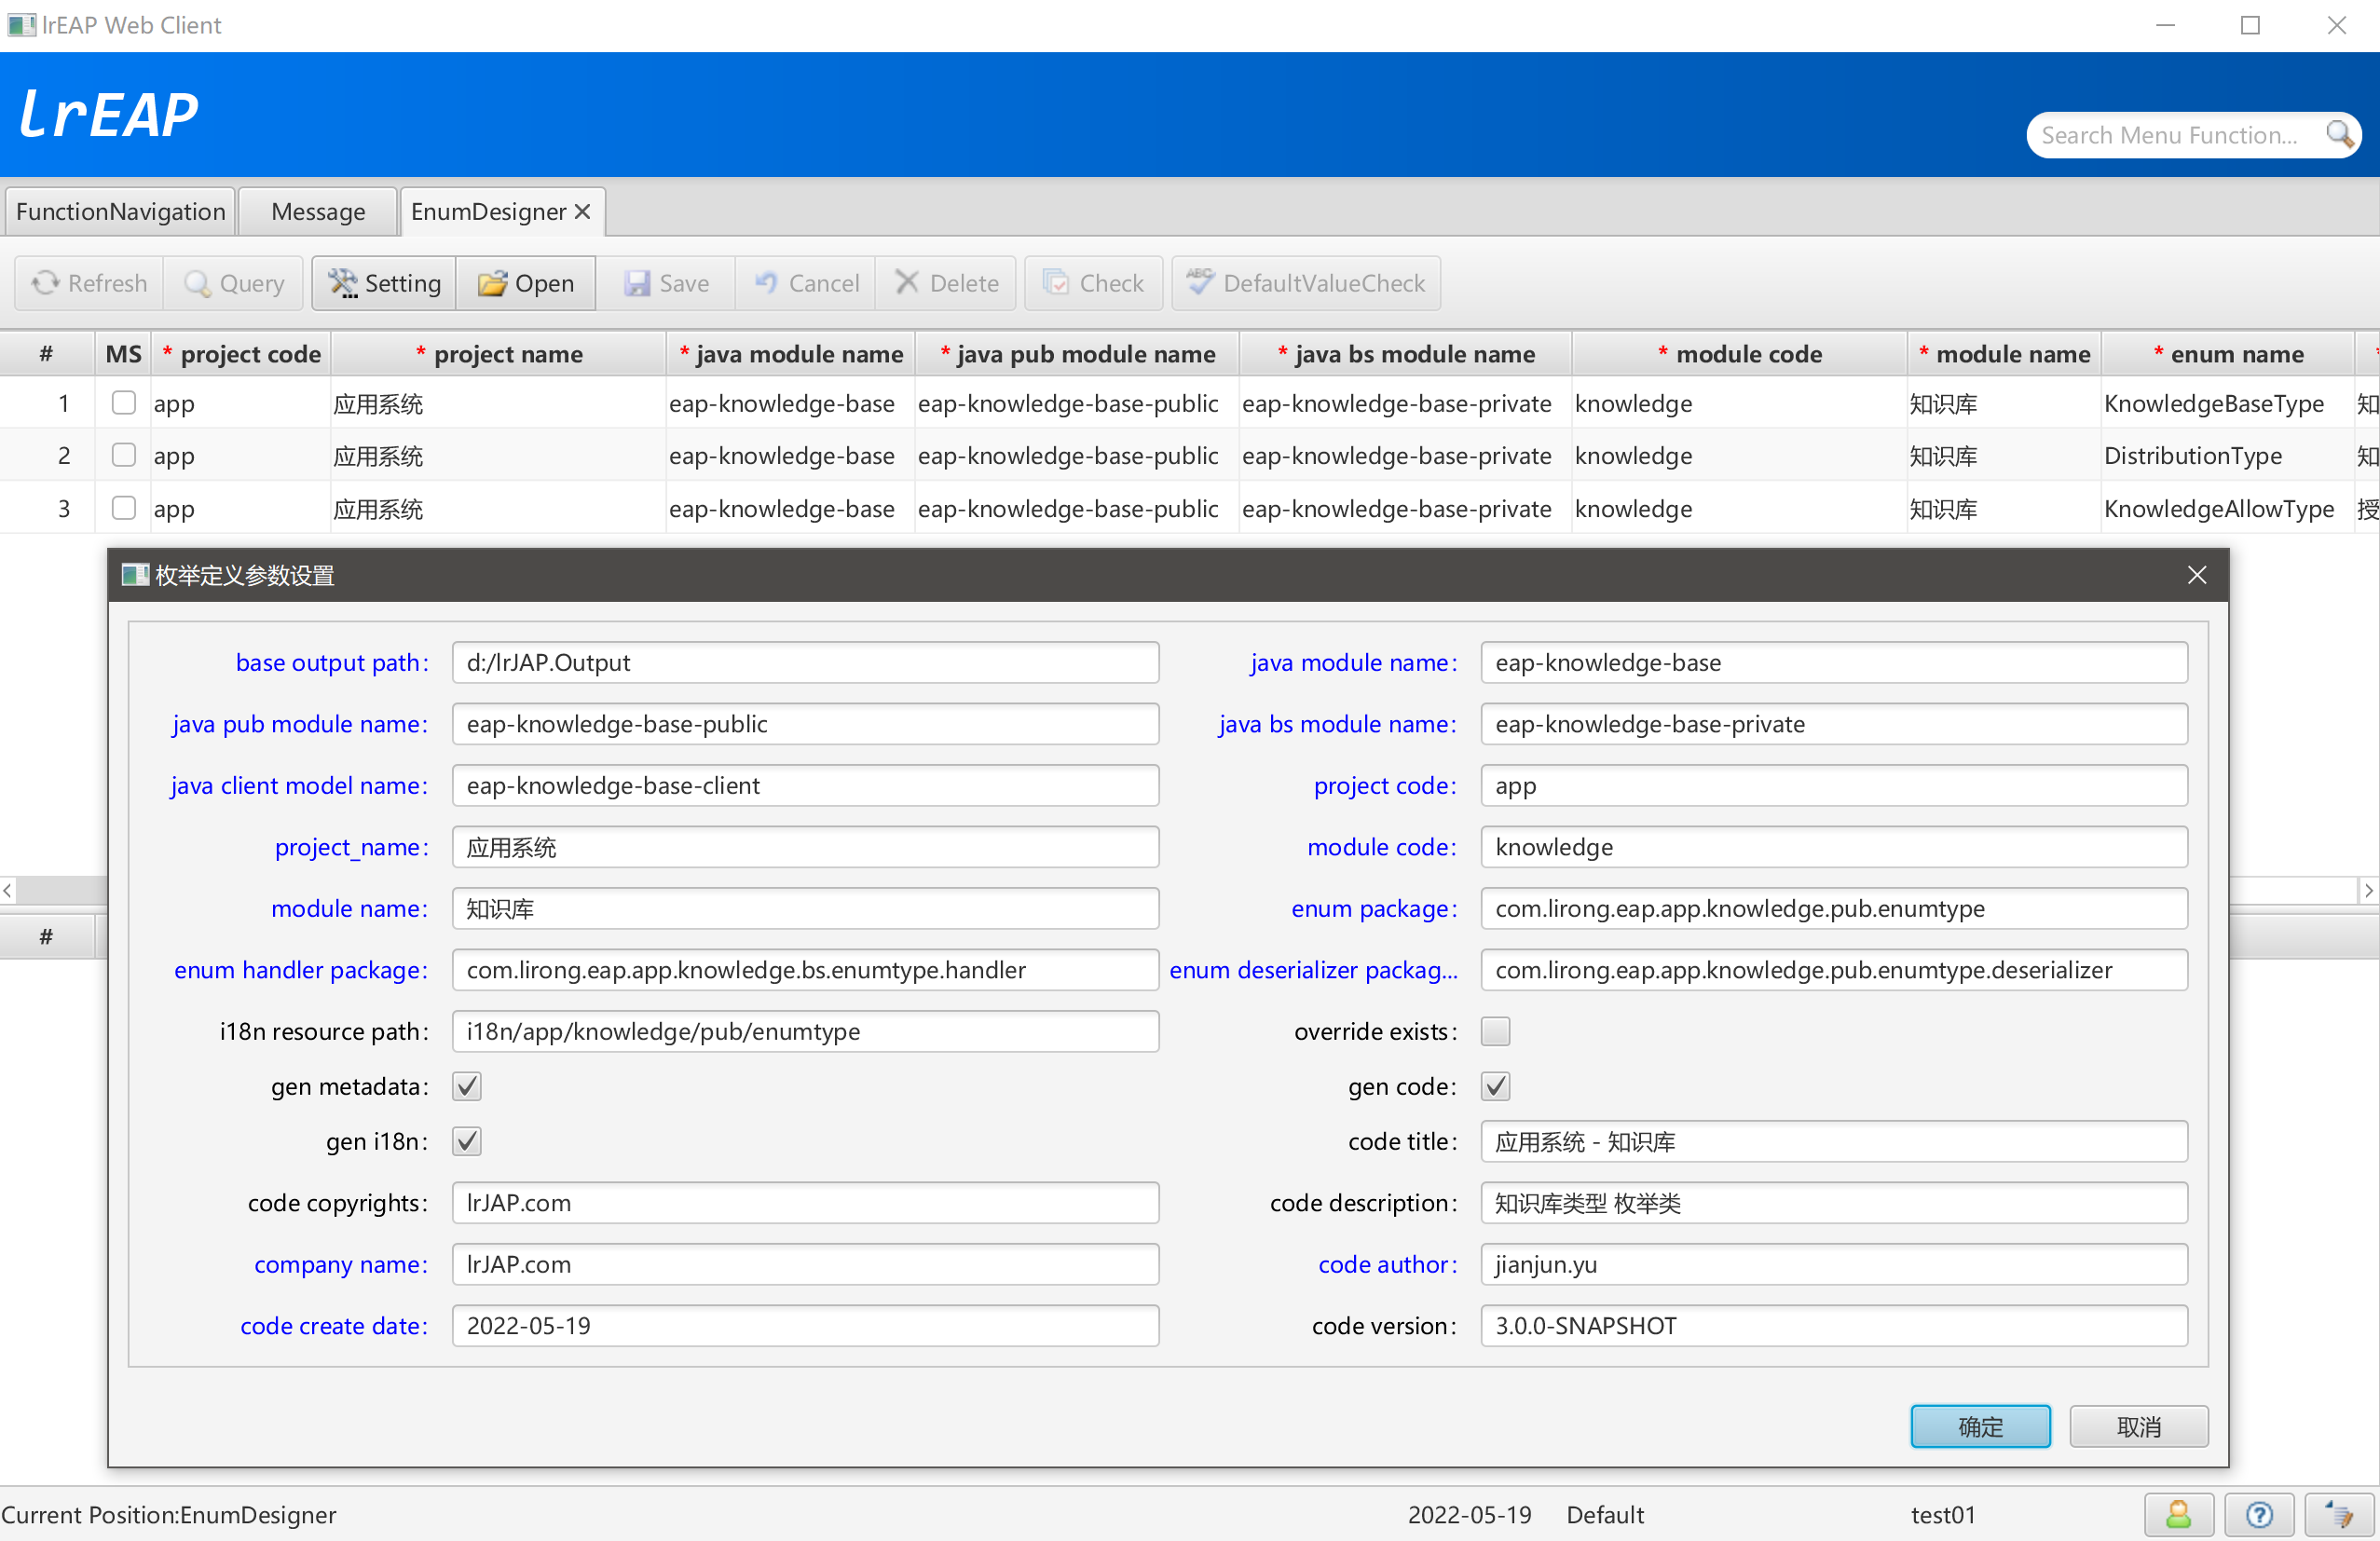 lrEAP Web Client
lrEAP
Search Menu Function...
FunctionNavigation Message EnumDesigner
Refresh Query Setting Open Save Cancel Delete Check ABC DefaultValueCheck
# MS * project code * project name * java module name * java pub module name * java bs module name * module code * module name * enum name *
1 app 应用系统 eap-knowledge-base eap-knowledge-base-public eap-knowledge-base-private knowledge 知识库 KnowledgeBaseType 知
2 app 应用系统 eap-knowledge-base eap-knowledge-base-public eap-knowledge-base-private knowledge 知识库 DistributionType 知
3 app 应用系统 eap-knowledge-base eap-knowledge-base-public eap-knowledge-base-private knowledge 知识库 KnowledgeAllowType 授
枚举定义参数设置
base output path: d:/lrJAP.Output java module name: eap-knowledge-base
java pub module name: eap-knowledge-base-public java bs module name: eap-knowledge-base-private
java client model name: eap-knowledge-base-client project code: app
project_name: 应用系统 module code: knowledge
module name: 知识库 enum package: com.lirong.eap.app.knowledge.pub.enumtype
#
enum handler package: com.lirong.eap.app.knowledge.bs.enumtype.handler enum deserializer packag... com.lirong.eap.app.knowledge.pub.enumtype.deserializer
i18n resource path: i18n/app/knowledge/pub/enumtype override exists:
gen metadata: gen code:
gen i18n: code title: 应用系统 - 知识库
code copyrights: lrJAP.com code description: 知识库类型 枚举类
company name: lrJAP.com code author: jianjun.yu
code create date: 2022-05-19 code version: 3.0.0-SNAPSHOT
确定 取消
Current Position:EnumDesigner 2022-05-19 Default test01